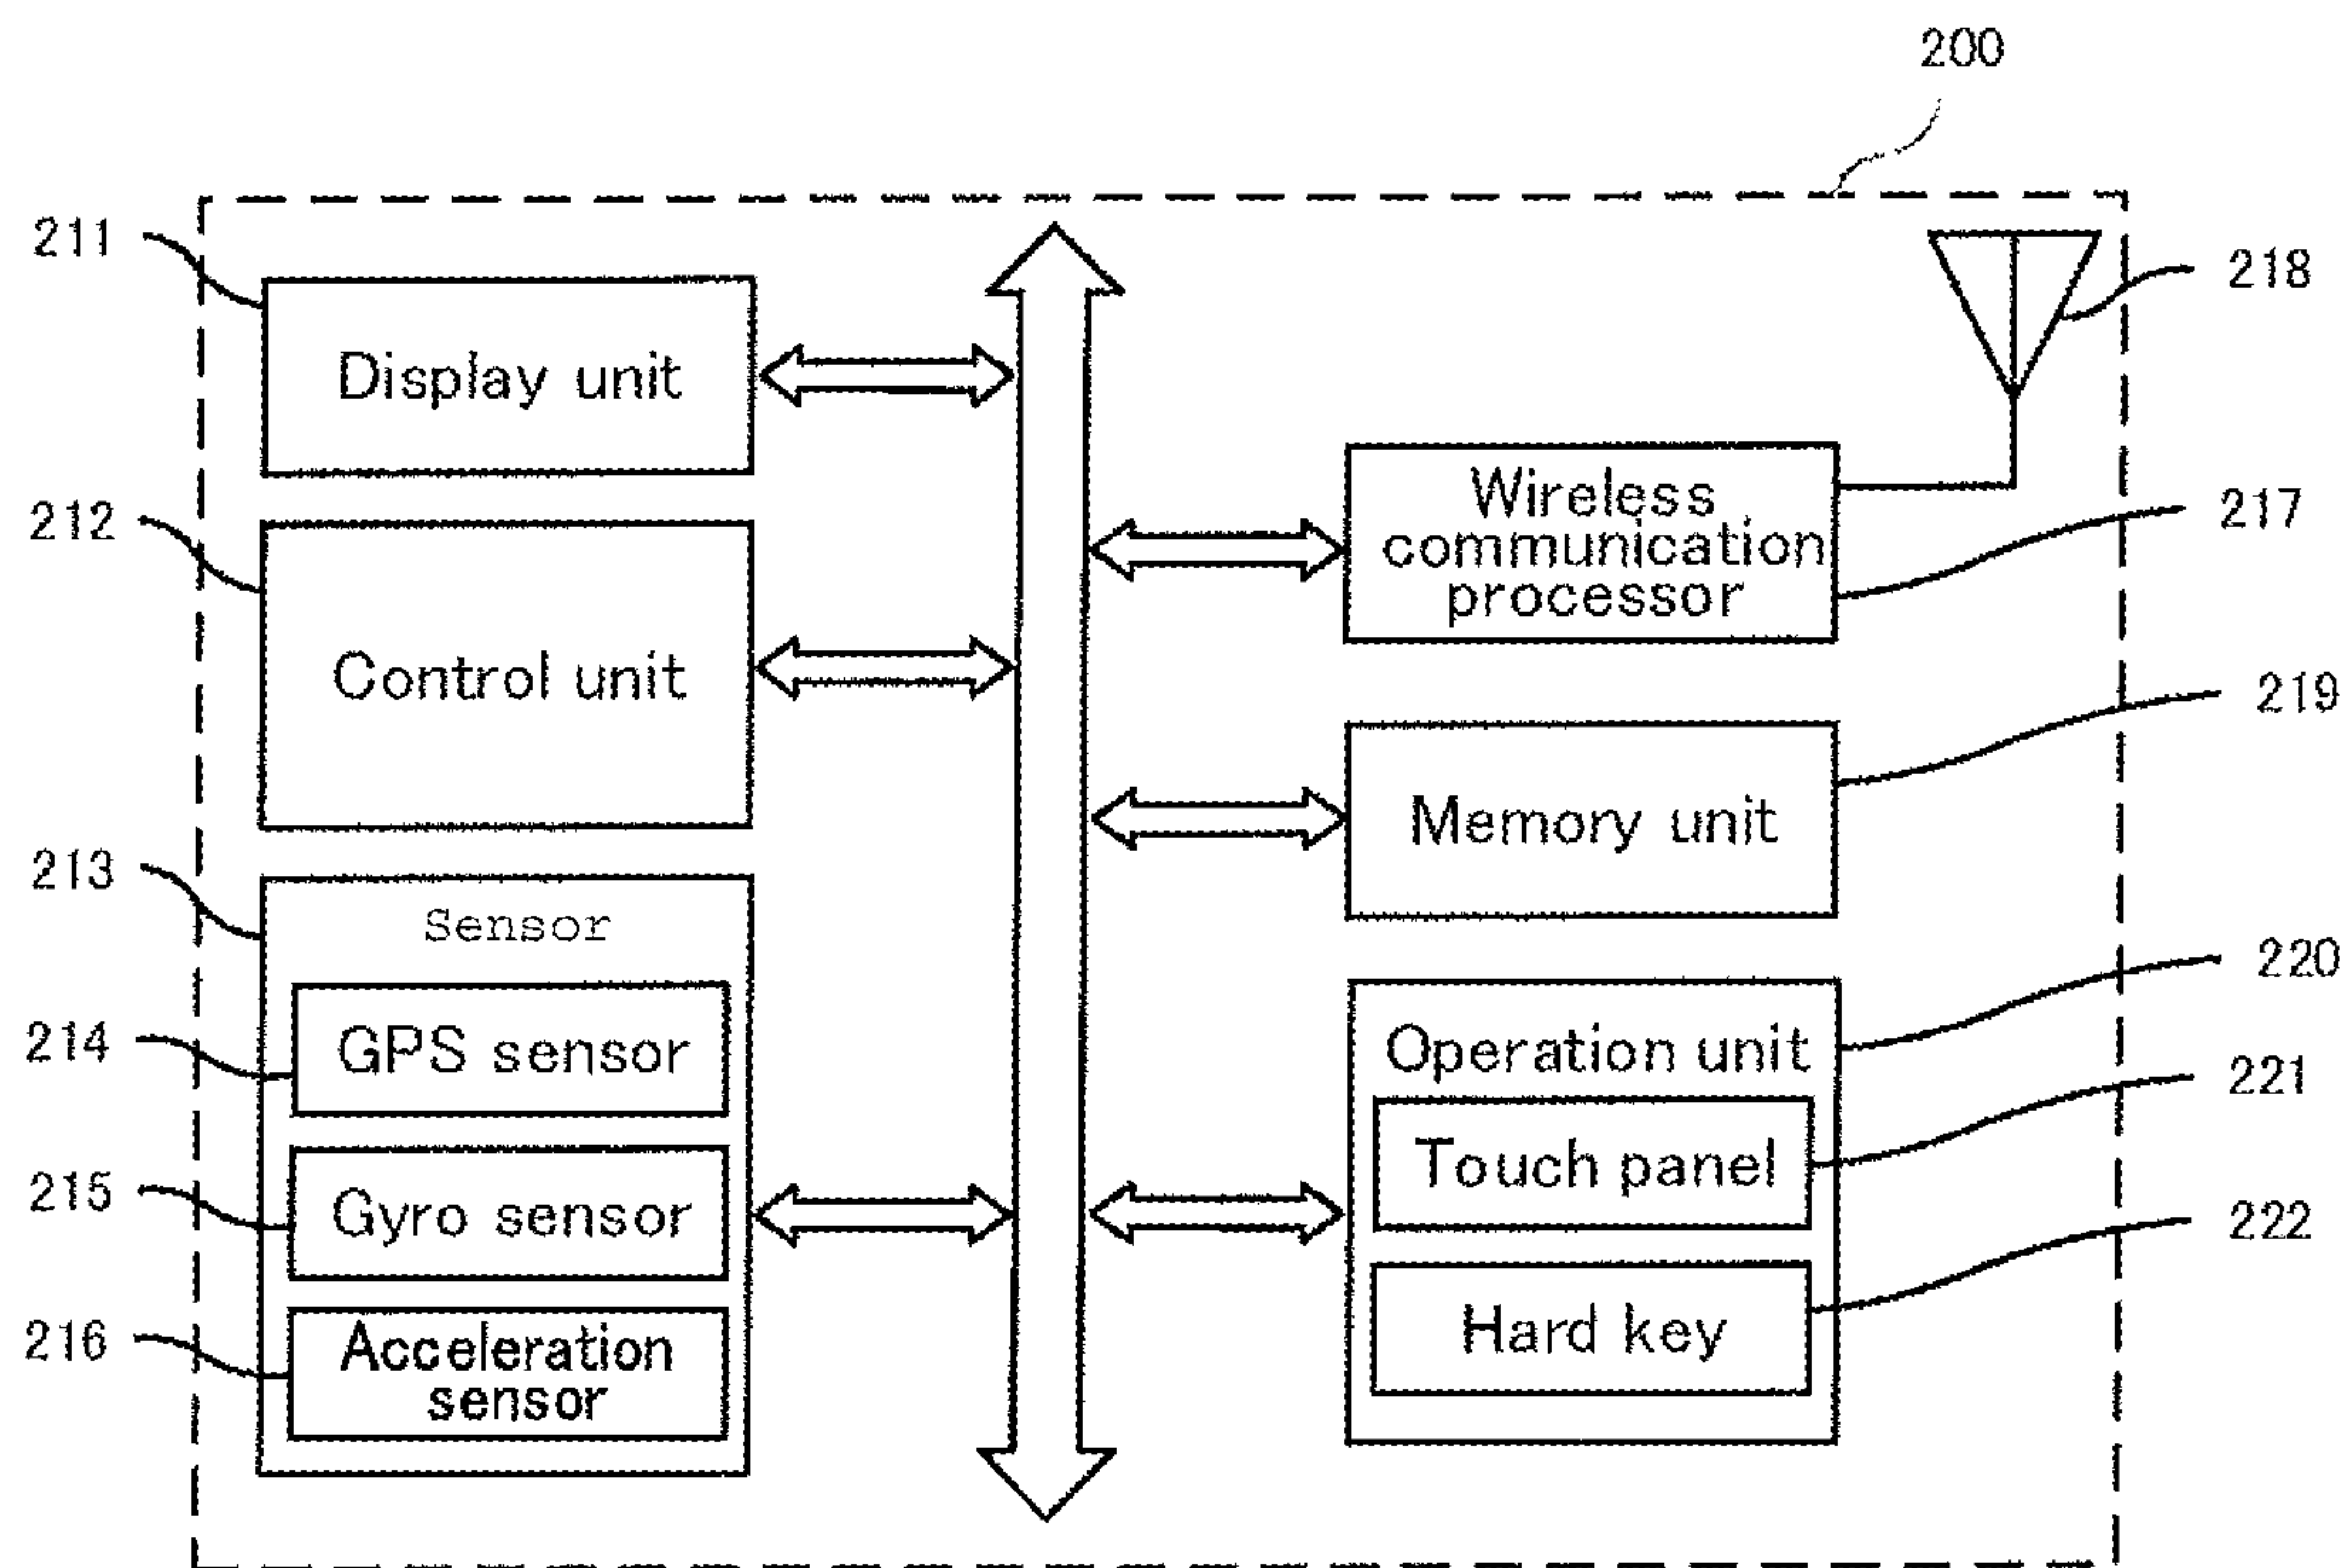 200
211
Display unit
218
212
Control unit
Wireless
communication
processor
217
219
Memory unit
213
Sensor
214
GPS sensor
215
Gyro sensor
216
Acceleration
sensor
220
Operation unit
221
Touch panel
222
Hard key